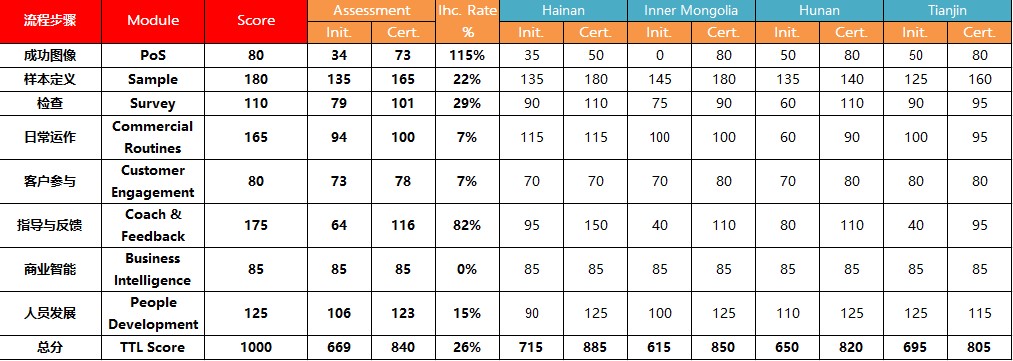 流程步骤 Module Score Assessment Ihc. Rate % Hainan Inner Mongolia Hunan Tianjin
Init. Cert. Init. Cert. Init. Cert. Init. Cert. Init. Cert.
成功图像 PoS 80 34 73 115% 35 50 0 80 50 80 50 80
样本定义 Sample 180 135 165 22% 135 180 145 180 135 140 125 160
检查 Survey 110 79 101 29% 90 110 75 90 60 110 90 95
日常运作 Commercial Routines 165 94 100 7% 115 115 100 100 60 90 100 95
客户参与 Customer Engagement 80 73 78 7% 70 70 70 80 70 80 80 80
指导与反馈 Coach & Feedback 175 64 116 82% 95 150 40 110 80 110 40 95
商业智能 Business Intelligence 85 85 85 0% 85 85 85 85 85 85 85 85
人员发展 People Development 125 106 123 15% 90 125 100 125 110 125 125 115
总分 TTL Score 1000 669 840 26% 715 885 615 850 650 820 695 805